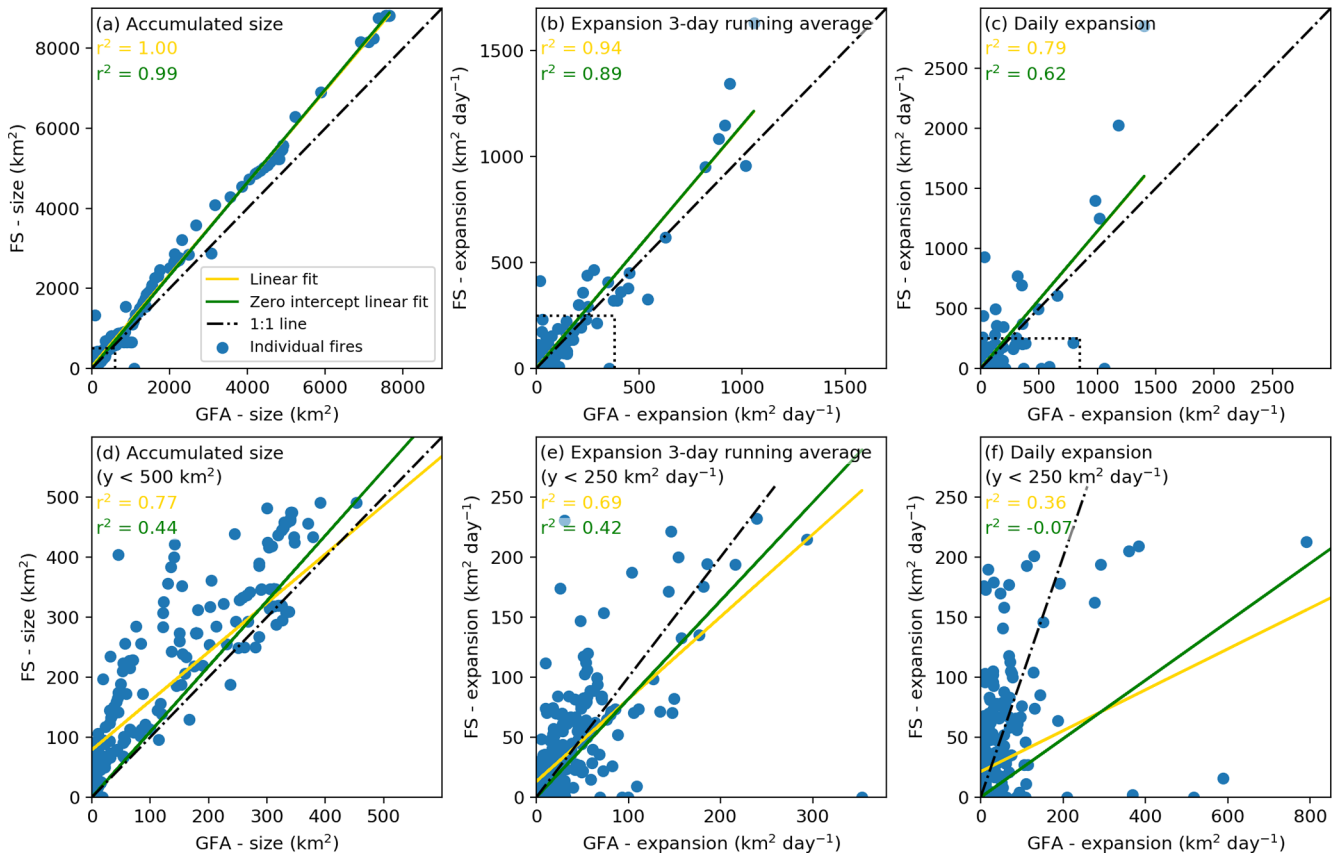 (a) Accumulated size
r² = 1.00
r² = 0.99
FS - size (km²)
8000
6000
4000
2000
0
0 2000 4000 6000 8000
GFA - size (km²)
Linear fit
Zero intercept linear fit
1:1 line
Individual fires
(b) Expansion 3-day running average
r² = 0.94
r² = 0.89
FS - expansion (km² day⁻¹)
1500
1000
500
0
0 500 1000 1500
GFA - expansion (km² day⁻¹)
(c) Daily expansion
r² = 0.79
r² = 0.62
FS - expansion (km² day⁻¹)
2500
2000
1500
1000
500
0
0 500 1000 1500 2000 2500
GFA - expansion (km² day⁻¹)
(d) Accumulated size
(y < 500 km²)
r² = 0.77
r² = 0.44
FS - size (km²)
500
400
300
200
100
0
0 100 200 300 400 500
GFA - size (km²)
(e) Expansion 3-day running average
(y < 250 km² day⁻¹)
r² = 0.69
r² = 0.42
FS - expansion (km² day⁻¹)
250
200
150
100
50
0
0 100 200 300
GFA - expansion (km² day⁻¹)
(f) Daily expansion
(y < 250 km² day⁻¹)
r² = 0.36
r² = -0.07
FS - expansion (km² day⁻¹)
250
200
150
100
50
0
0 200 400 600 800
GFA - expansion (km² day⁻¹)